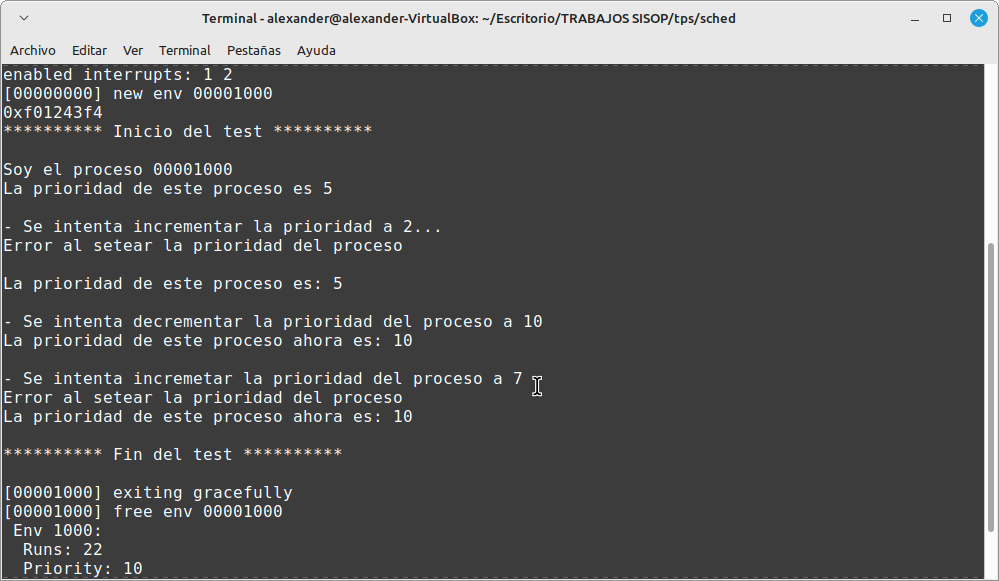 Terminal - alexander@alexander-VirtualBox: ~/Escritorio/TRABAJOS SISOP/tps/sched
Archivo Editar Ver Terminal Pestañas Ayuda
enabled interrupts: 1 2
[00000000] new env 00001000
0xf01243f4
********** Inicio del test **********
Soy el proceso 00001000
La prioridad de este proceso es 5
- Se intenta incrementar la prioridad a 2...
Error al setear la prioridad del proceso
La prioridad de este proceso es: 5
- Se intenta decrementar la prioridad del proceso a 10
La prioridad de este proceso ahora es: 10
- Se intenta incremetar la prioridad del proceso a 7
Error al setear la prioridad del proceso
La prioridad de este proceso ahora es: 10
********** Fin del test **********
[00001000] exiting gracefully
[00001000] free env 00001000
Env 1000:
Runs: 22
Priority: 10